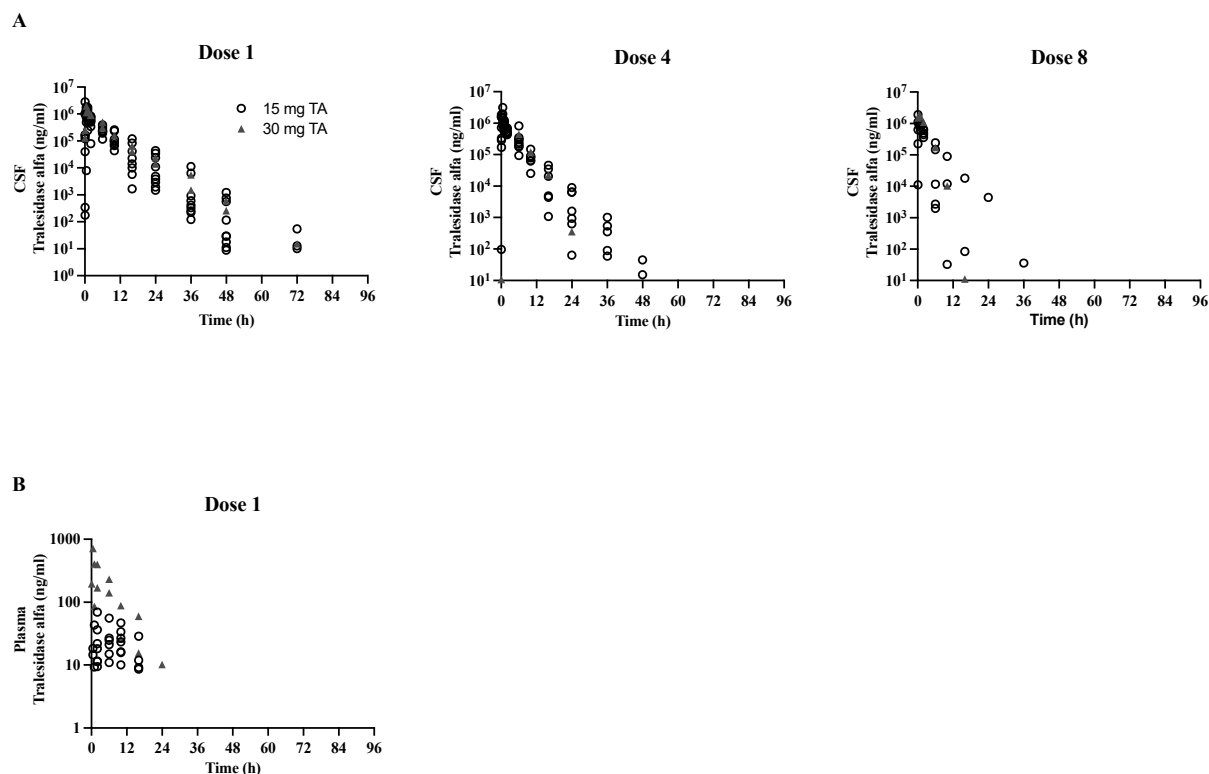 A
Dose 1
CSF
Tralesidase alfa (ng/ml)
10⁷
10⁶
10⁵
10⁴
10³
10²
10¹
10⁰
15 mg TA
30 mg TA
0 12 24 36 48 60 72 84 96
Time (h)
Dose 4
CSF
Tralesidase alfa (ng/ml)
10⁷
10⁶
10⁵
10⁴
10³
10²
10¹
0 12 24 36 48 60 72 84 96
Time (h)
Dose 8
CSF
Tralesidase alfa (ng/ml)
10⁷
10⁶
10⁵
10⁴
10³
10²
10¹
0 12 24 36 48 60 72 84 96
Time (h)
B
Dose 1
Plasma
Tralesidase alfa (ng/ml)
1000
100
10
1
0 12 24 36 48 60 72 84 96
Time (h)